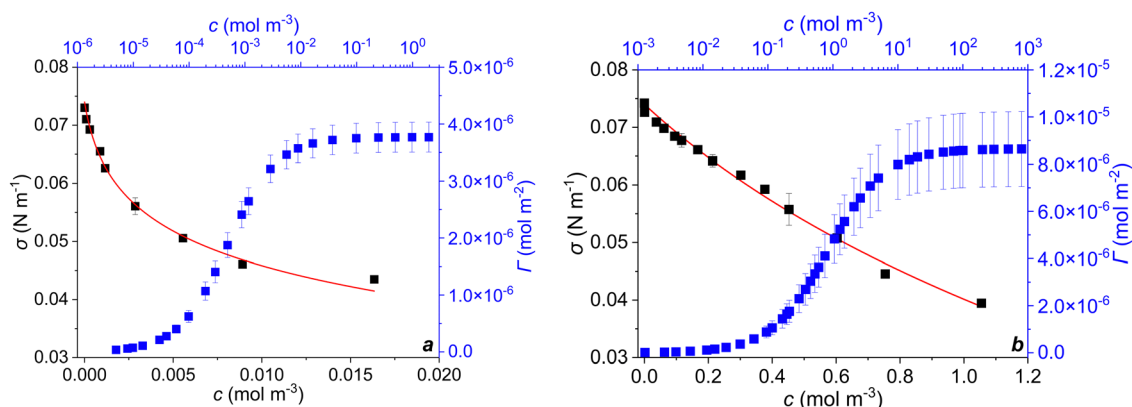 c (mol m-3)
10-6 10-5 10-4 10-3 10-2 10-1 100
0.08
0.07
0.06
0.05
0.04
0.03
σ (N m-1)
5.0×10-6
4.0×10-6
3.0×10-6
2.0×10-6
1.0×10-6
0.0
Γ (mol m-2)
a
0.000 0.005 0.010 0.015 0.020
c (mol m-3)
c (mol m-3)
10-3 10-2 10-1 100 101 102 103
0.08
0.07
0.06
0.05
0.04
0.03
σ (N m-1)
1.2×10-5
1.0×10-5
8.0×10-6
6.0×10-6
4.0×10-6
2.0×10-6
0.0
Γ (mol m-2)
b
0.0 0.2 0.4 0.6 0.8 1.0 1.2
c (mol m-3)